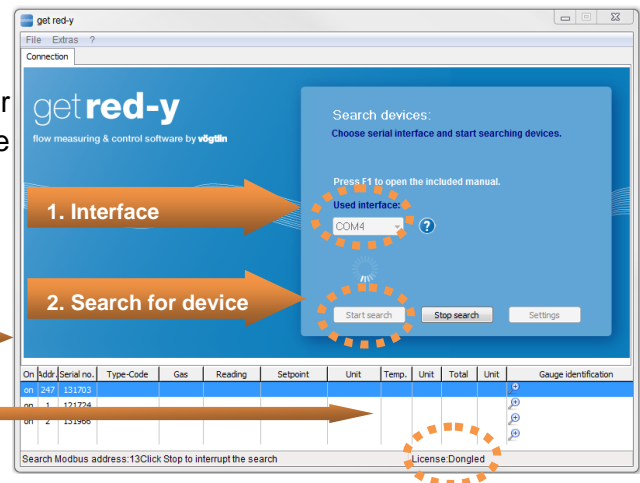 get red-y
File Extras ?
Connection
r
e
get red-y
flow measuring & control software by vögtlin
Search devices:
Choose serial interface and start searching devices.
Press F1 to open the included manual.
1. Interface
Used interface:
COM4 ?
2. Search for device
Start search Stop search Settings
On Addr. Serial no. Type-Code Gas Reading Setpoint Unit Temp. Unit Total Unit Gauge identification
on 247 131703
on 1 121724
on 2 131966
Search Modbus address:13Click Stop to interrupt the search License:Dongled